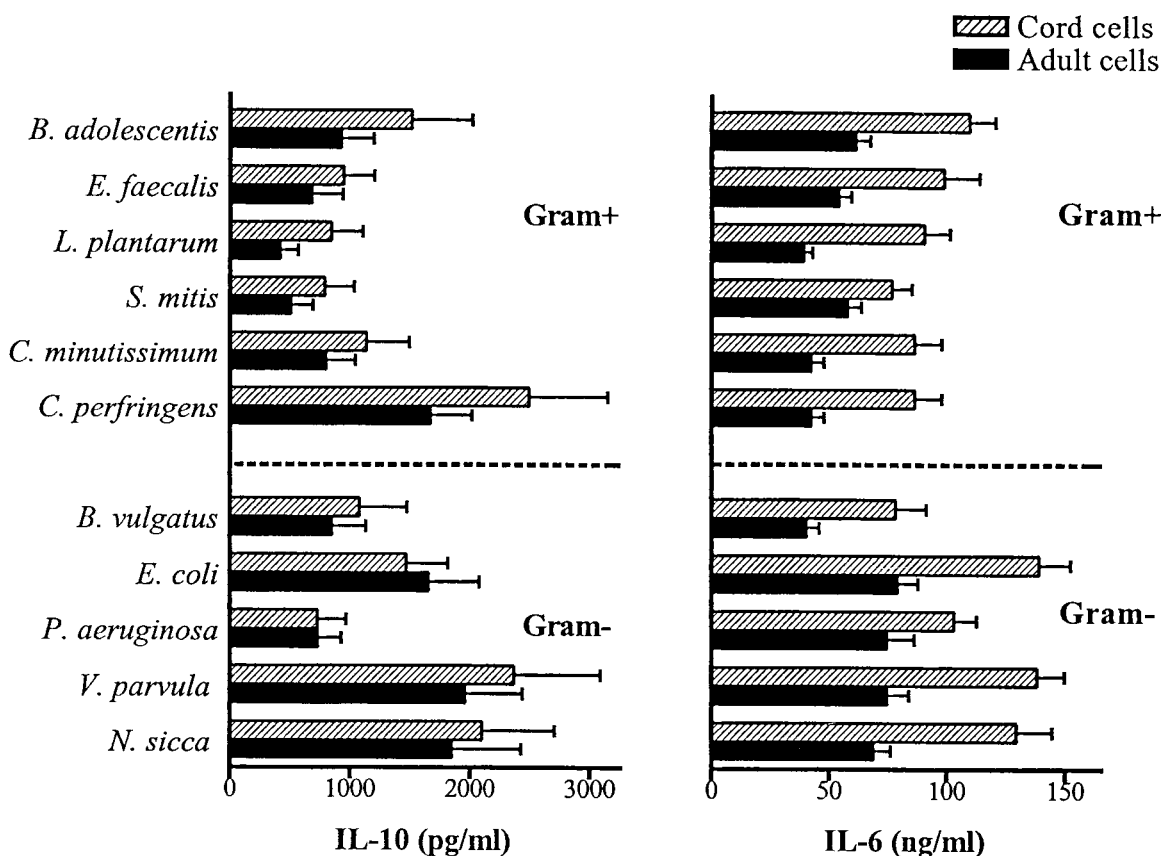 Cord cells
Adult cells
B. adolescentis
E. faecalis
L. plantarum
S. mitis
C. minutissimum
C. perfringens
Gram+
Gram+
B. vulgatus
E. coli
P. aeruginosa
V. parvula
N. sicca
Gram-
Gram-
0 1000 2000 3000
IL-10 (pg/ml)
0 50 100 150
IL-6 (ng/ml)